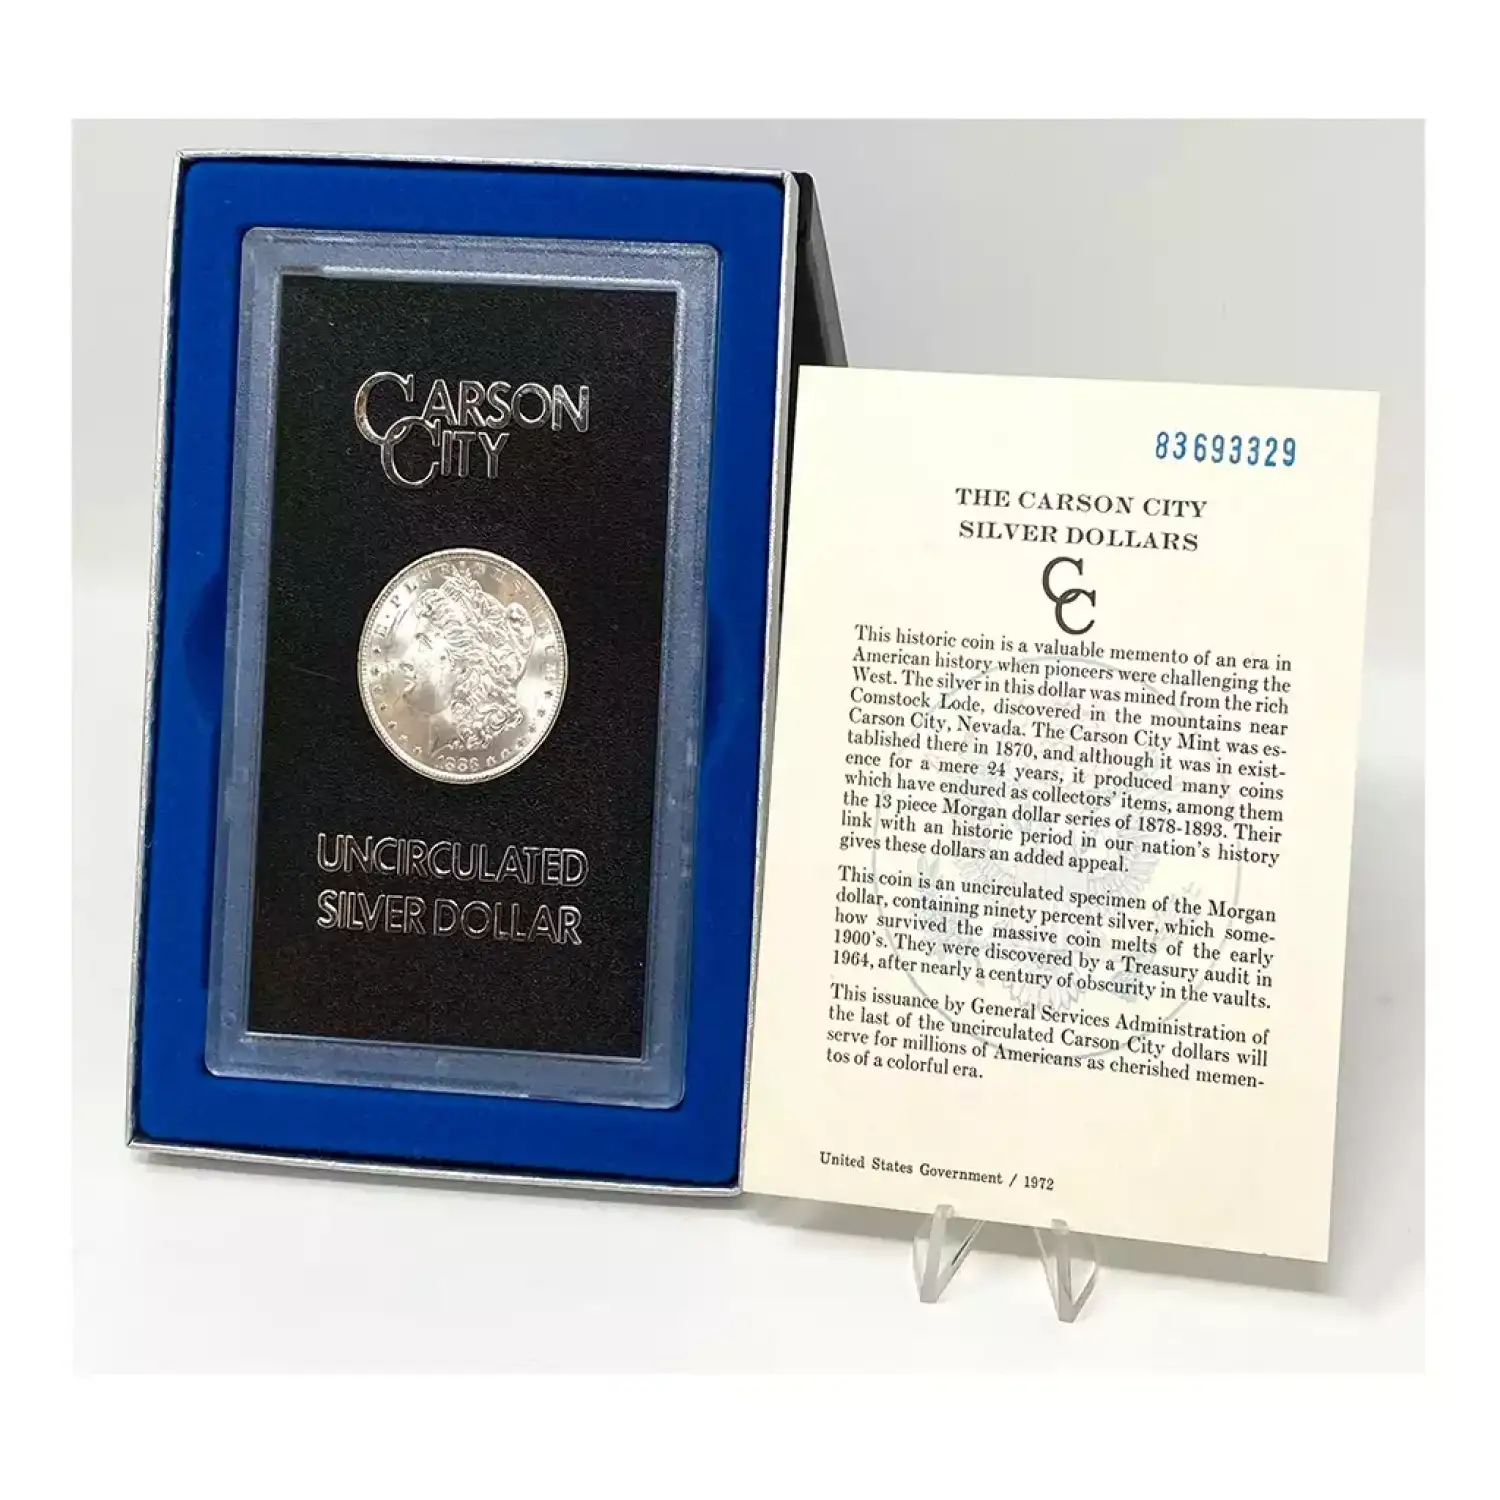 CARSON
CITY
E·PLURIBUS·UNUM
1883
UNCIRCULATED
SILVER DOLLAR
83693329
THE CARSON CITY
SILVER DOLLARS
CC
This historic coin is a valuable memento of an era in
American history when pioneers were challenging the
West. The silver in this dollar was mined from the rich
Comstock Lode, discovered in the mountains near
Carson City, Nevada. The Carson City Mint was es-
tablished there in 1870, and although it was in exist-
ence for a mere 24 years, it produced many coins
which have endured as collectors' items, among them
the 13 piece Morgan dollar series of 1878-1893. Their
link with an historic period in our nation's history
gives these dollars an added appeal.
This coin is an uncirculated specimen of the Morgan
dollar, containing ninety percent silver, which some-
how survived the massive coin melts of the early
1900's. They were discovered by a Treasury audit in
1964, after nearly a century of obscurity in the vaults.
This issuance by General Services Administration of
the last of the uncirculated Carson City dollars will
serve for millions of Americans as cherished memen-
tos of a colorful era.
United States Government / 1972